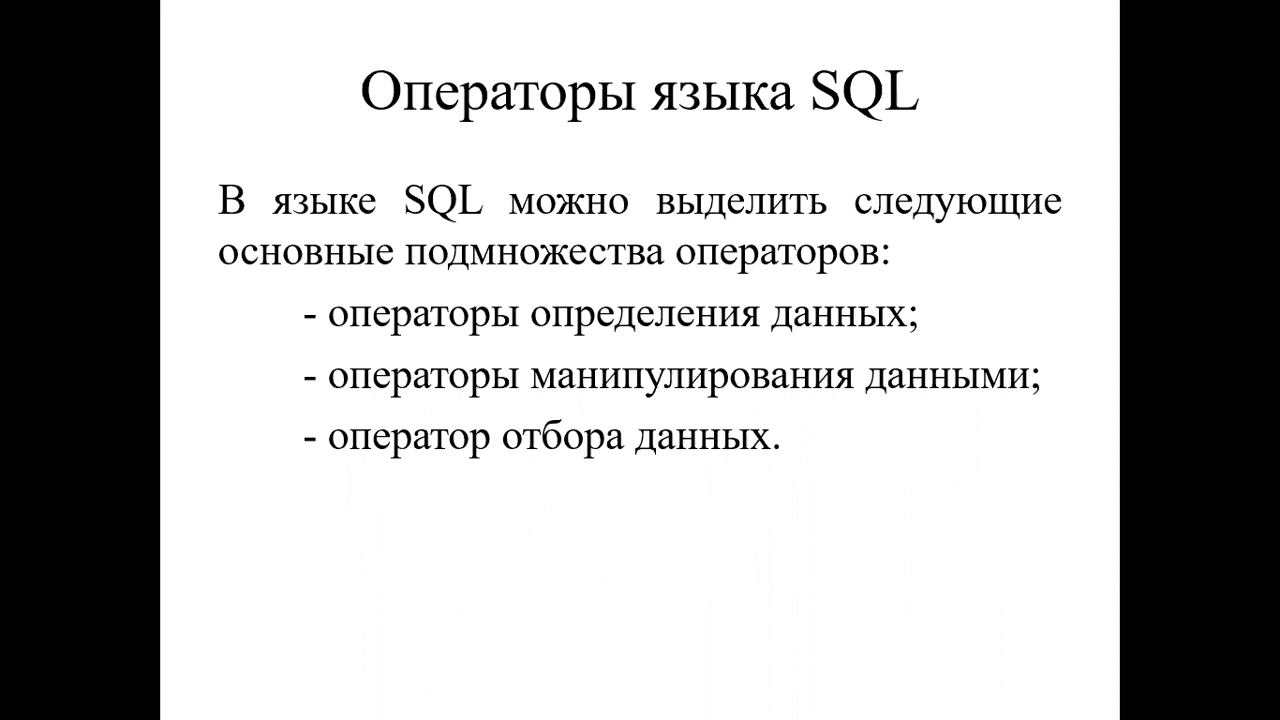 Операторы языка SQL
В языке SQL можно выделить следующие
основные подмножества операторов:
- операторы определения данных;
- операторы манипулирования данными;
- оператор отбора данных.